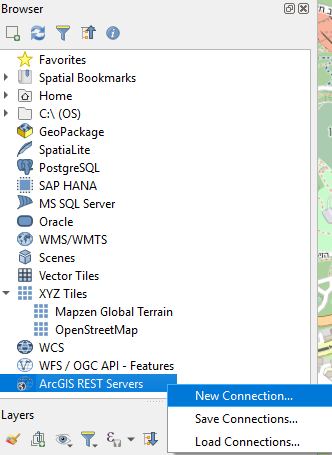 Browser
Favorites
Spatial Bookmarks
Home
C:\ (OS)
GeoPackage
SpatiaLite
PostgreSQL
SAP HANA
MS SQL Server
Oracle
WMS/WMTS
Scenes
Vector Tiles
XYZ Tiles
Mapzen Global Terrain
OpenStreetMap
WCS
WFS / OGC API - Features
ArcGIS REST Servers
New Connection...
Save Connections...
Load Connections...
Layers